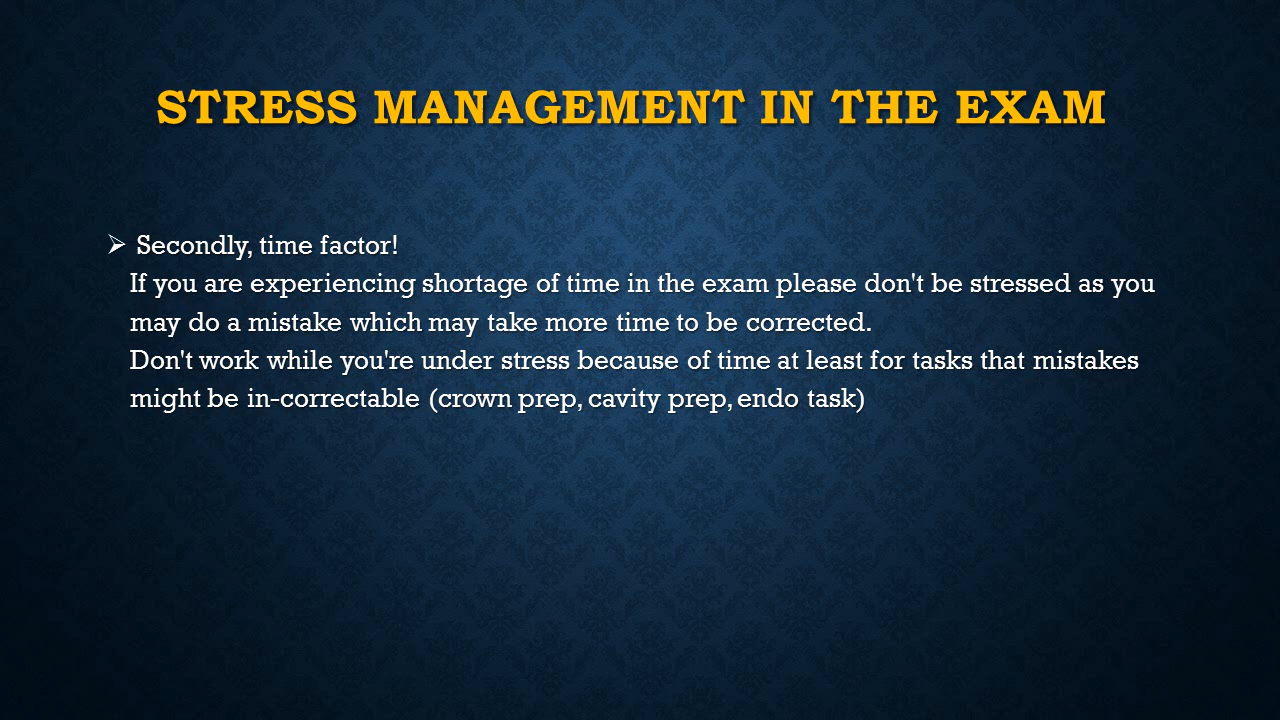 STRESS MANAGEMENT IN THE EXAM
➢ Secondly, time factor!
If you are experiencing shortage of time in the exam please don't be stressed as you
may do a mistake which may take more time to be corrected.
Don't work while you're under stress because of time at least for tasks that mistakes
might be in-correctable (crown prep, cavity prep, endo task)